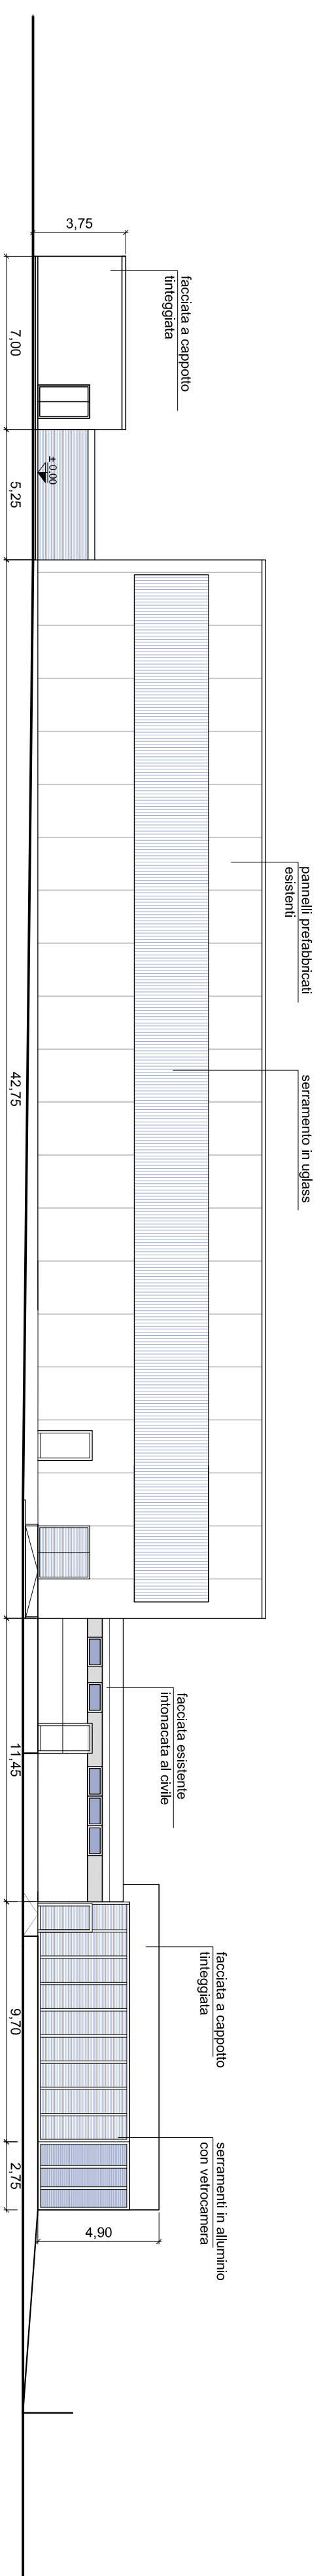 facciata a cappotto
tinteggiata
pannelli prefabbricati
esistenti
serramento in uglass
facciata esistente
intonacata al civile
facciata a cappotto
tinteggiata
serramenti in alluminio
con vetrocamera
3,75
± 0,00
4,90
7,00
5,25
42,75
11,45
9,70
2,75